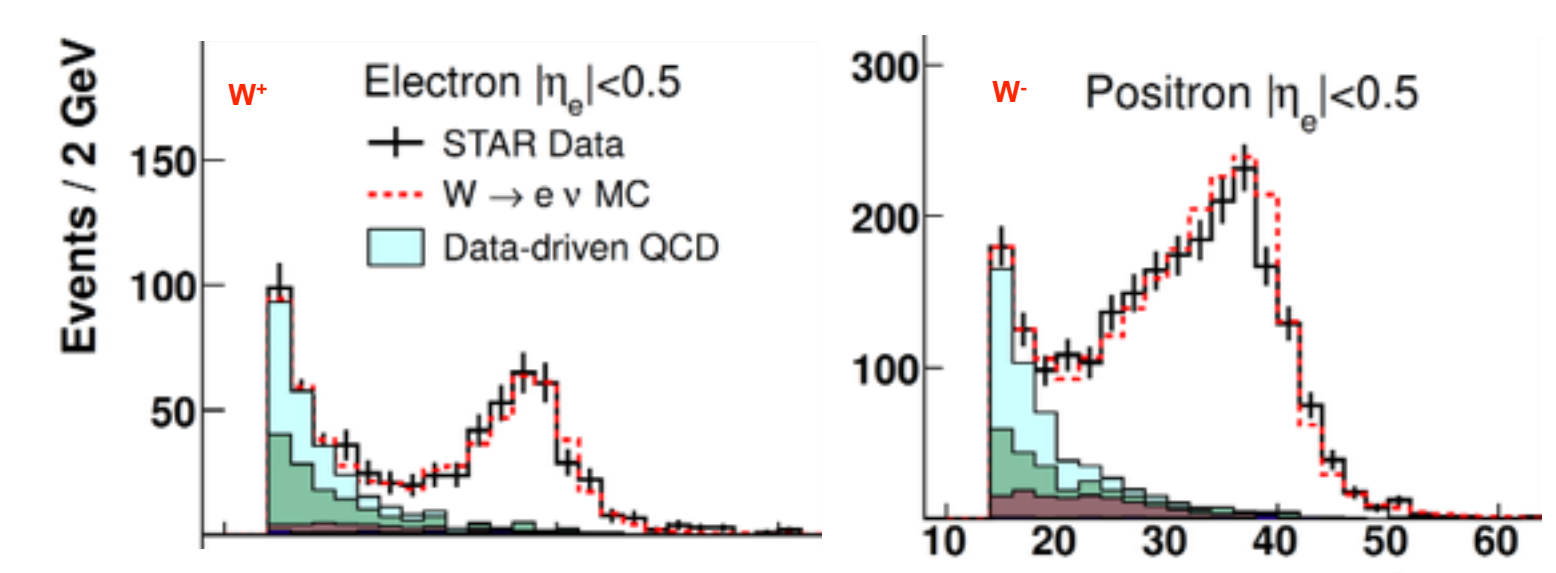 Events / 2 GeV
W+
Electron |ηe|<0.5
STAR Data
W → e ν MC
Data-driven QCD
150
100
50
W-
Positron |ηe|<0.5
300
200
100
10 20 30 40 50 60